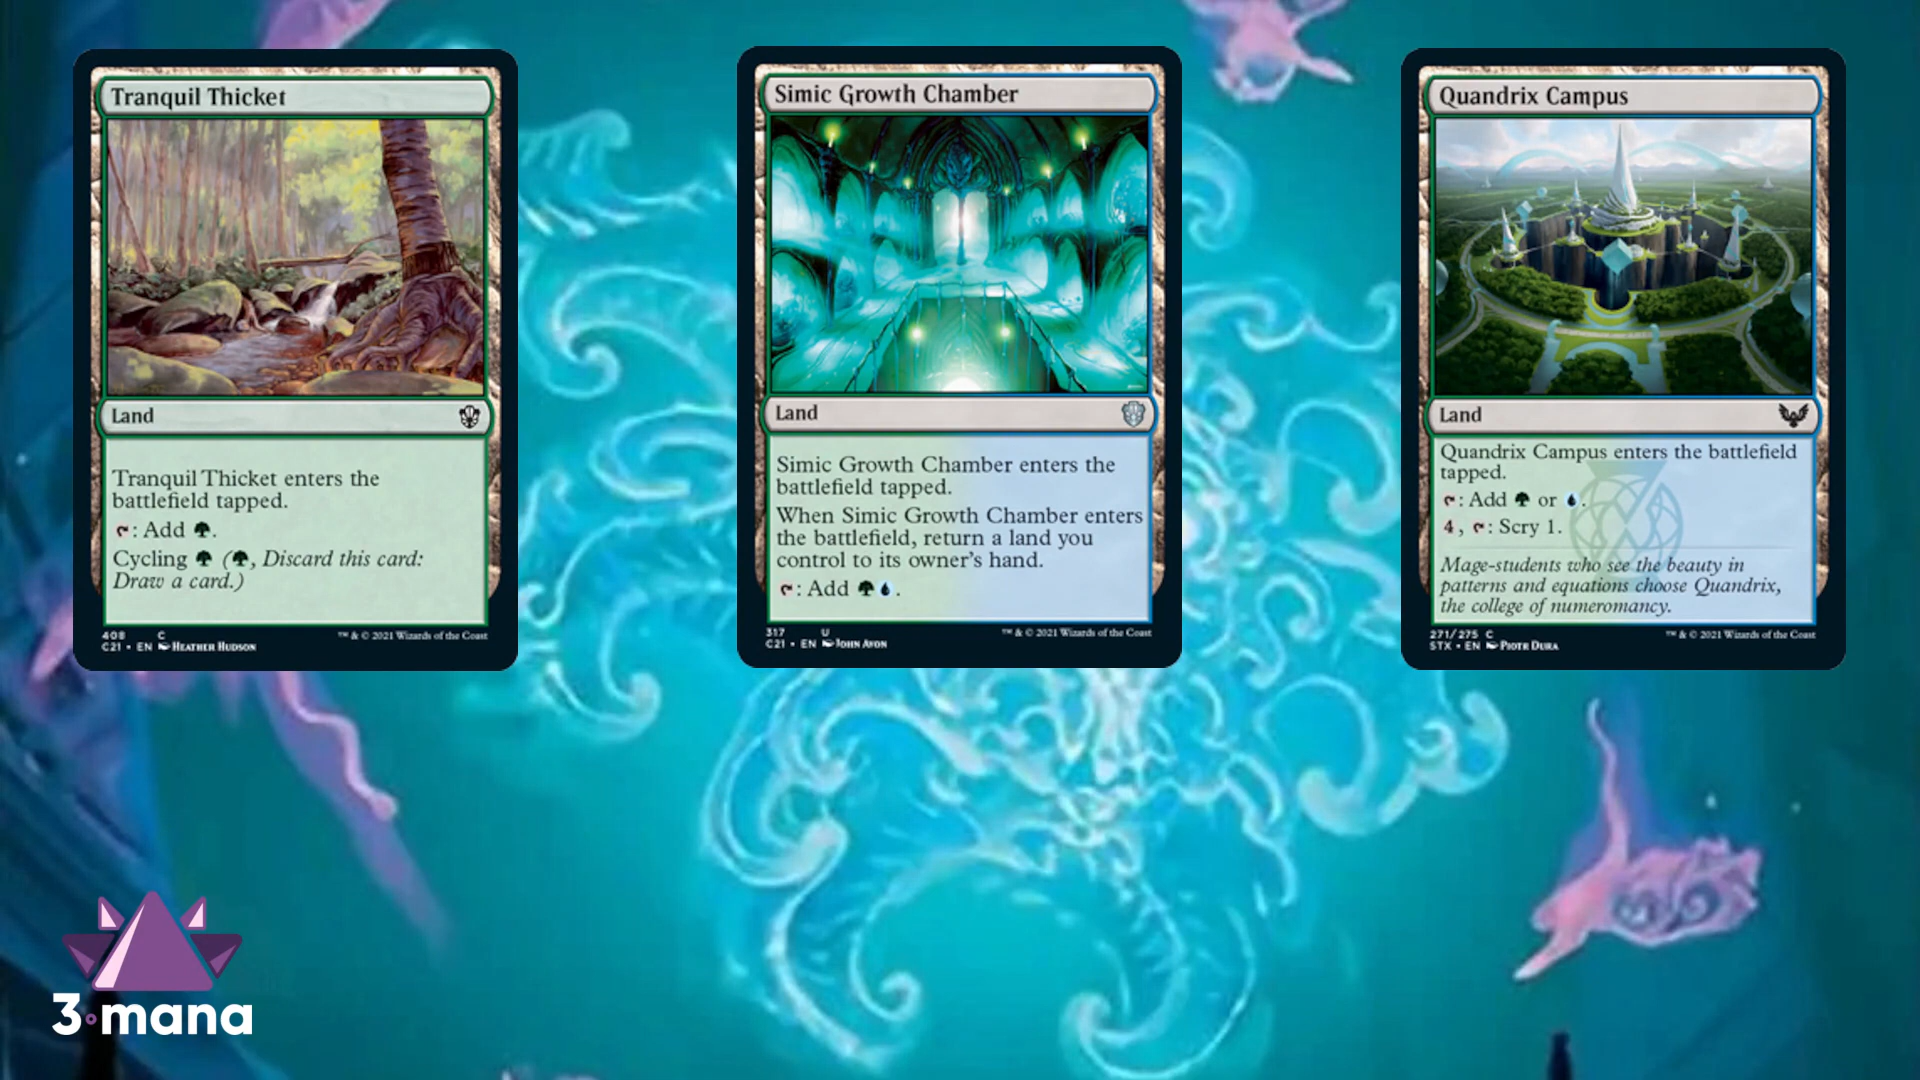 Tranquil Thicket
Land
Tranquil Thicket enters the
battlefield tapped.
: Add .
Cycling (, Discard this card:
Draw a card.)
408 C
C21 • EN Heather Hudson
™ & © 2021 Wizards of the Coast
Simic Growth Chamber
Land
Simic Growth Chamber enters the
battlefield tapped.
When Simic Growth Chamber enters
the battlefield, return a land you
control to its owner's hand.
: Add .
317 U
C21 • EN John Avon
™ & © 2021 Wizards of the Coast
Quandrix Campus
Land
Quandrix Campus enters the battlefield
tapped.
: Add or .
4, : Scry 1.
Mage-students who see the beauty in
patterns and equations choose Quandrix,
the college of numeromancy.
271/275 C
STX • EN Piotr Dura
™ & © 2021 Wizards of the Coast
3•mana